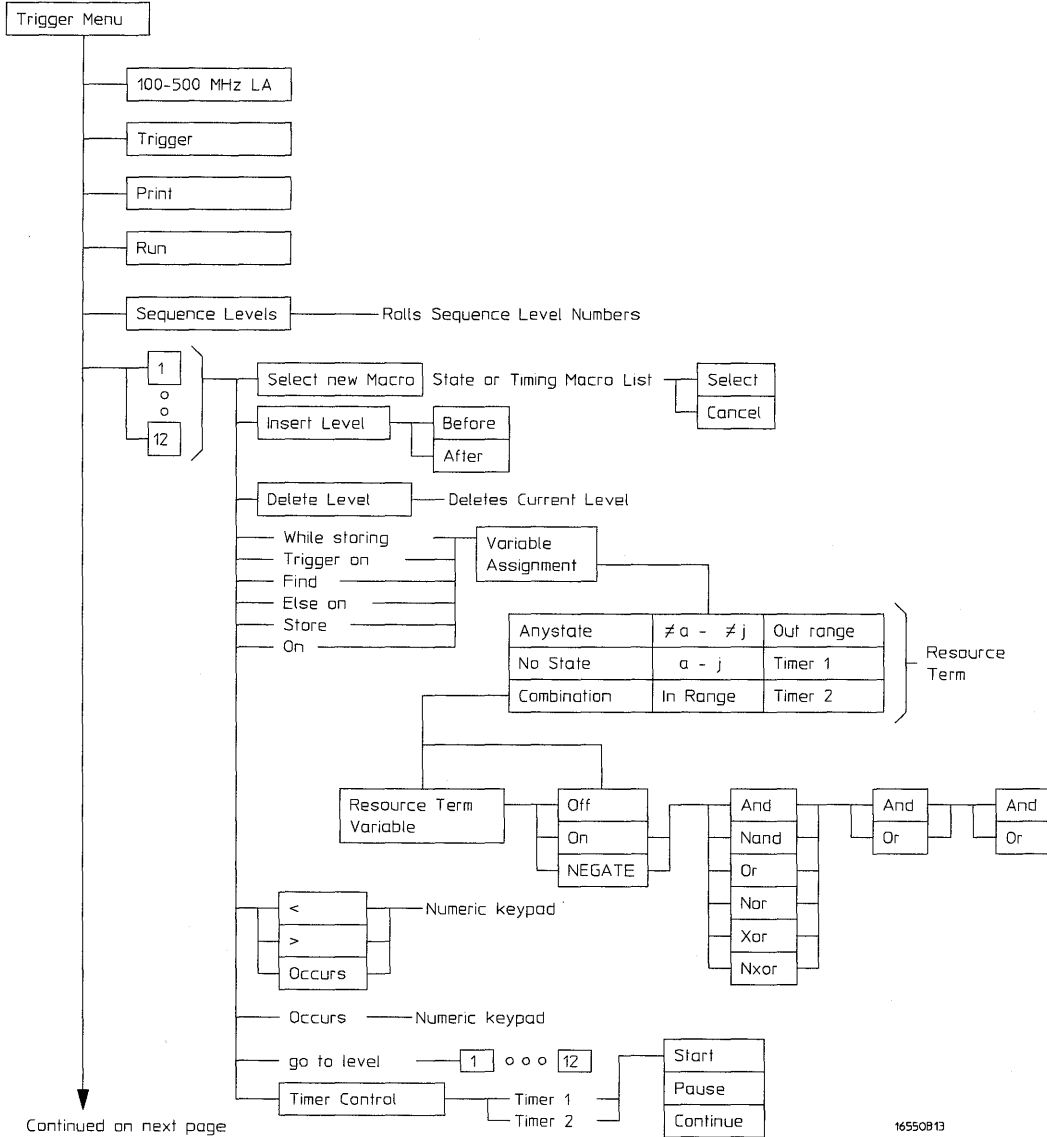 Trigger Menu
100-500 MHz LA
Trigger
Print
Run
Sequence Levels Rolls Sequence Level Numbers
1
12
Select new Macro State or Timing Macro List Select
Cancel
Insert Level Before
After
Delete Level Deletes Current Level
While storing
Trigger on
Find
Else on
Store
On
Variable
Assignment
Anystate ≠a - ≠j Out range
No State a - j Timer 1
Combination In Range Timer 2
Resource
Term
Resource Term
Variable
Off
On
NEGATE
And
Nand
Or
Nor
Xor
Nxor
And
Or
And
Or
< Numeric keypad
>
Occurs
Occurs Numeric keypad
go to level 1 o o o 12
Timer Control Timer 1
Timer 2
Start
Pause
Continue
Continued on next page
16550B13